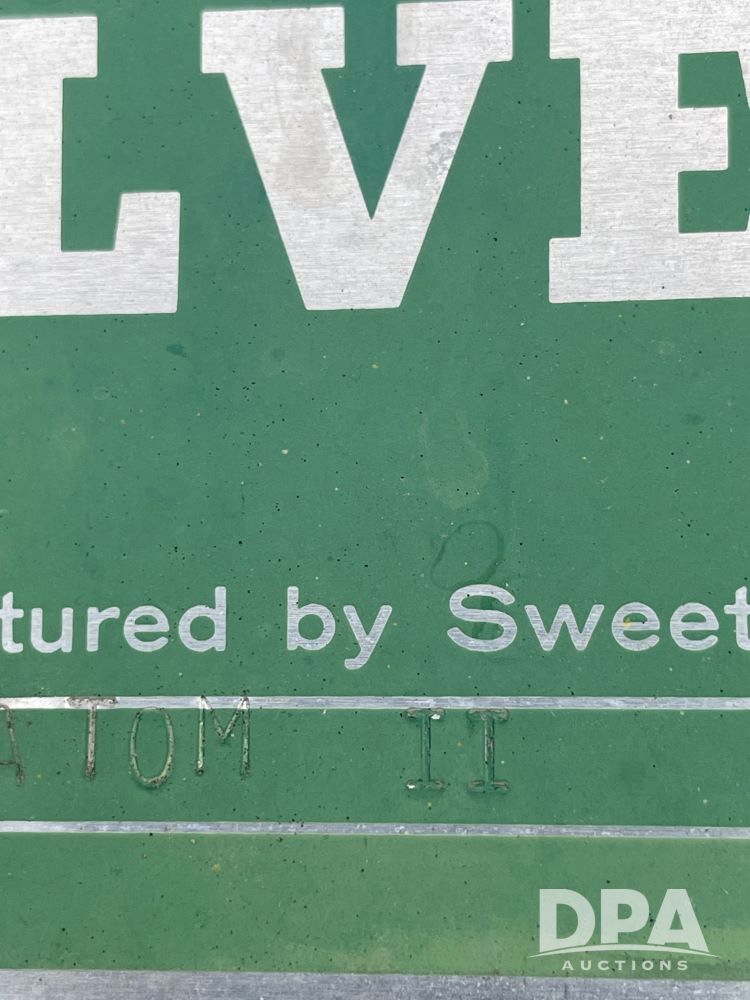 LVE
tured by Sweet
ATOM II
DPA
AUCTIONS